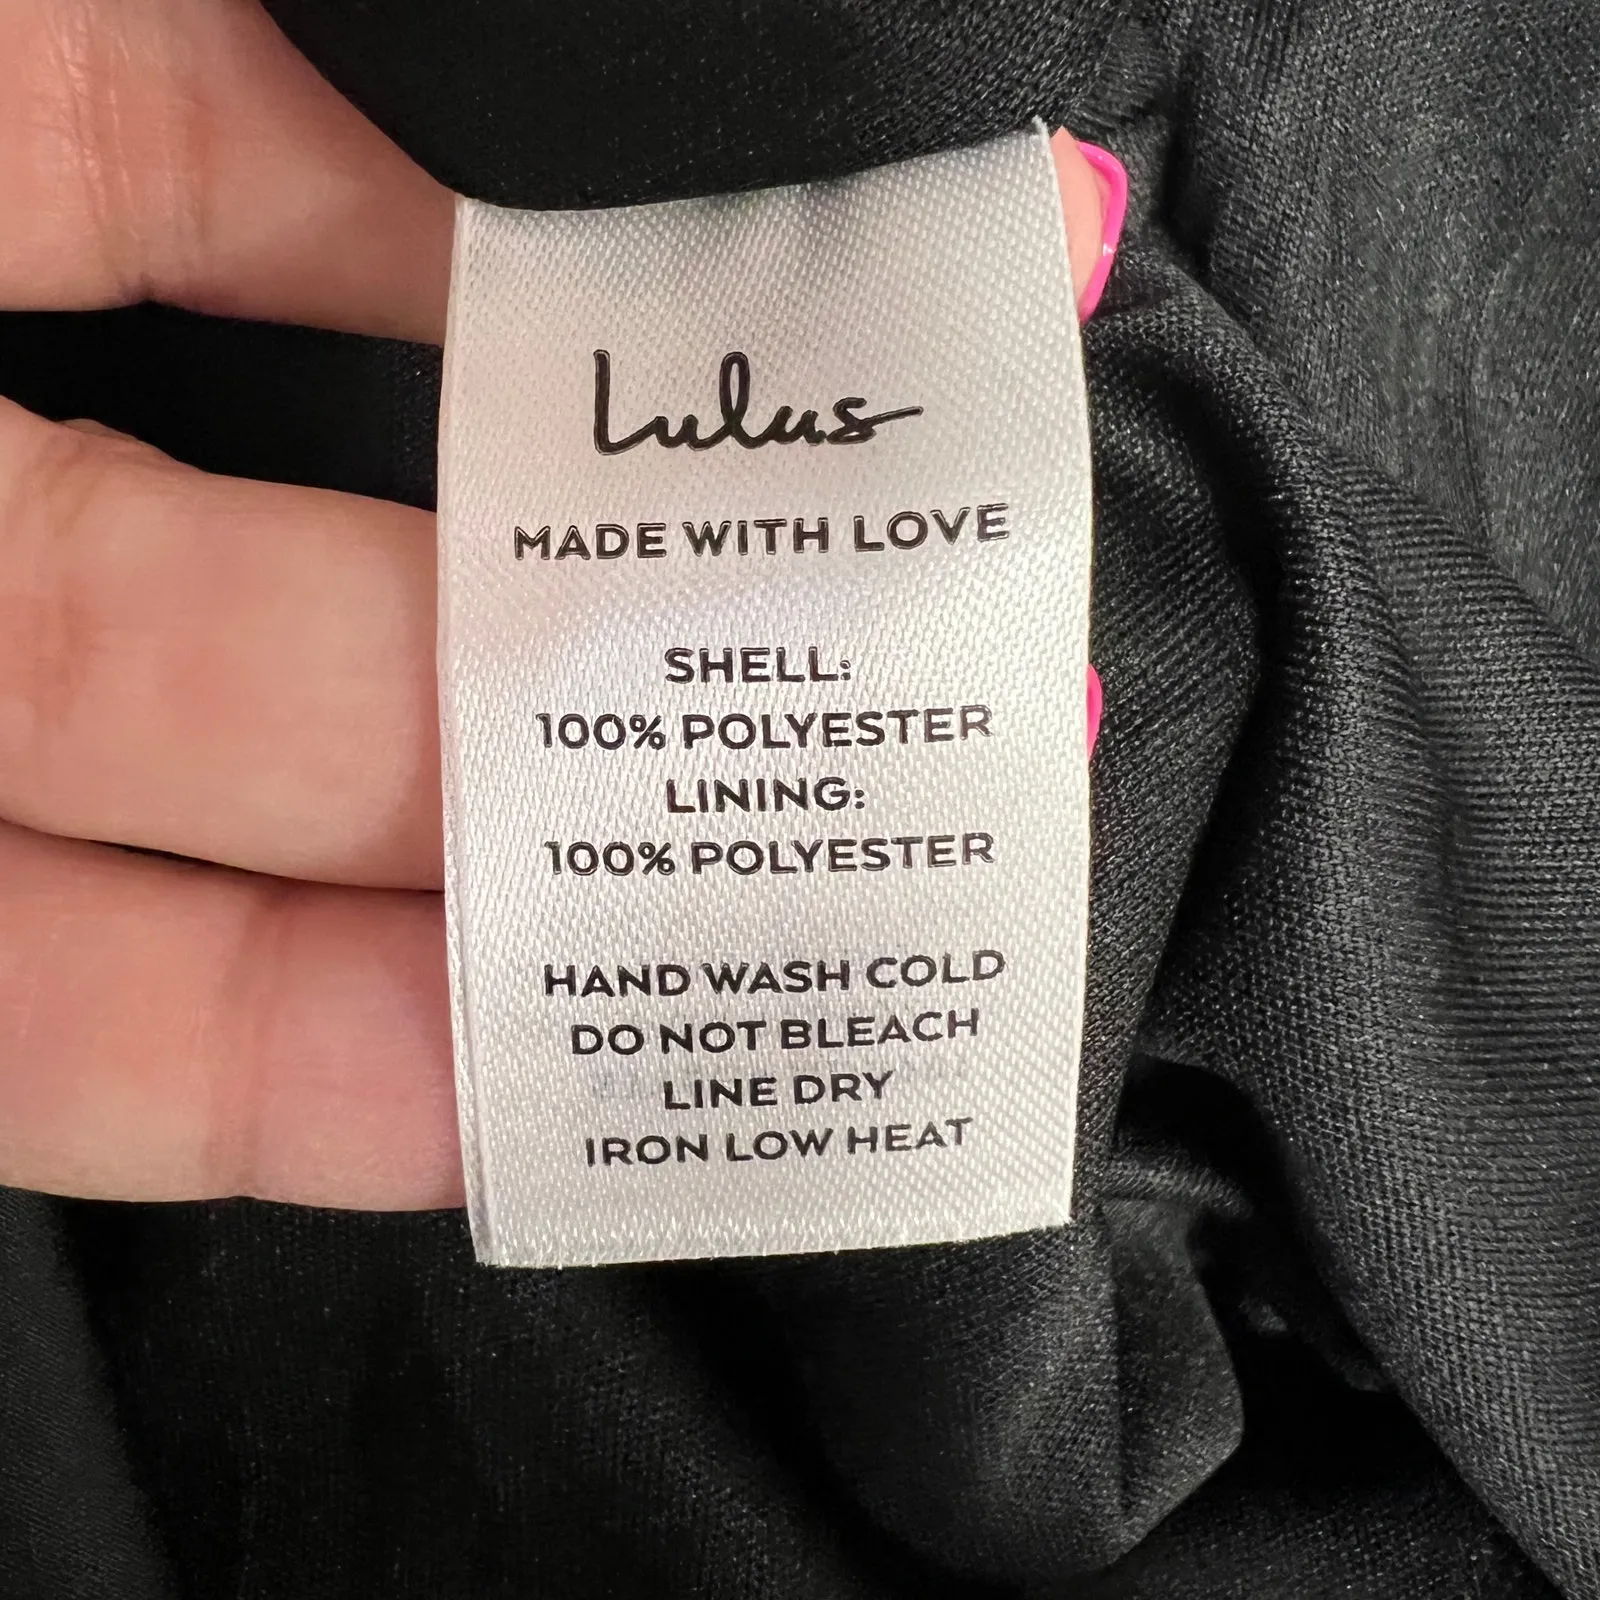 Lulus
MADE WITH LOVE
SHELL:
100% POLYESTER
LINING:
100% POLYESTER
HAND WASH COLD
DO NOT BLEACH
LINE DRY
IRON LOW HEAT